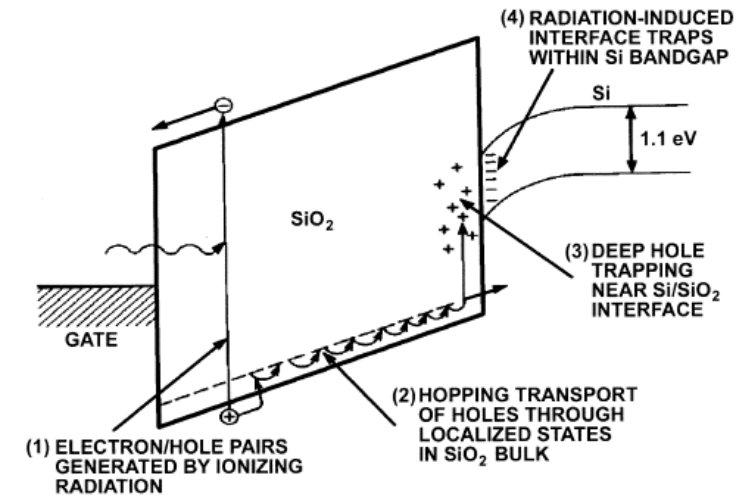 (4) RADIATION-INDUCED
INTERFACE TRAPS
WITHIN Si BANDGAP
Si
1.1 eV
SiO₂
(3) DEEP HOLE
TRAPPING
NEAR Si/SiO₂
INTERFACE
GATE
(2) HOPPING TRANSPORT
OF HOLES THROUGH
LOCALIZED STATES
IN SiO₂ BULK
(1) ELECTRON/HOLE PAIRS
GENERATED BY IONIZING
RADIATION